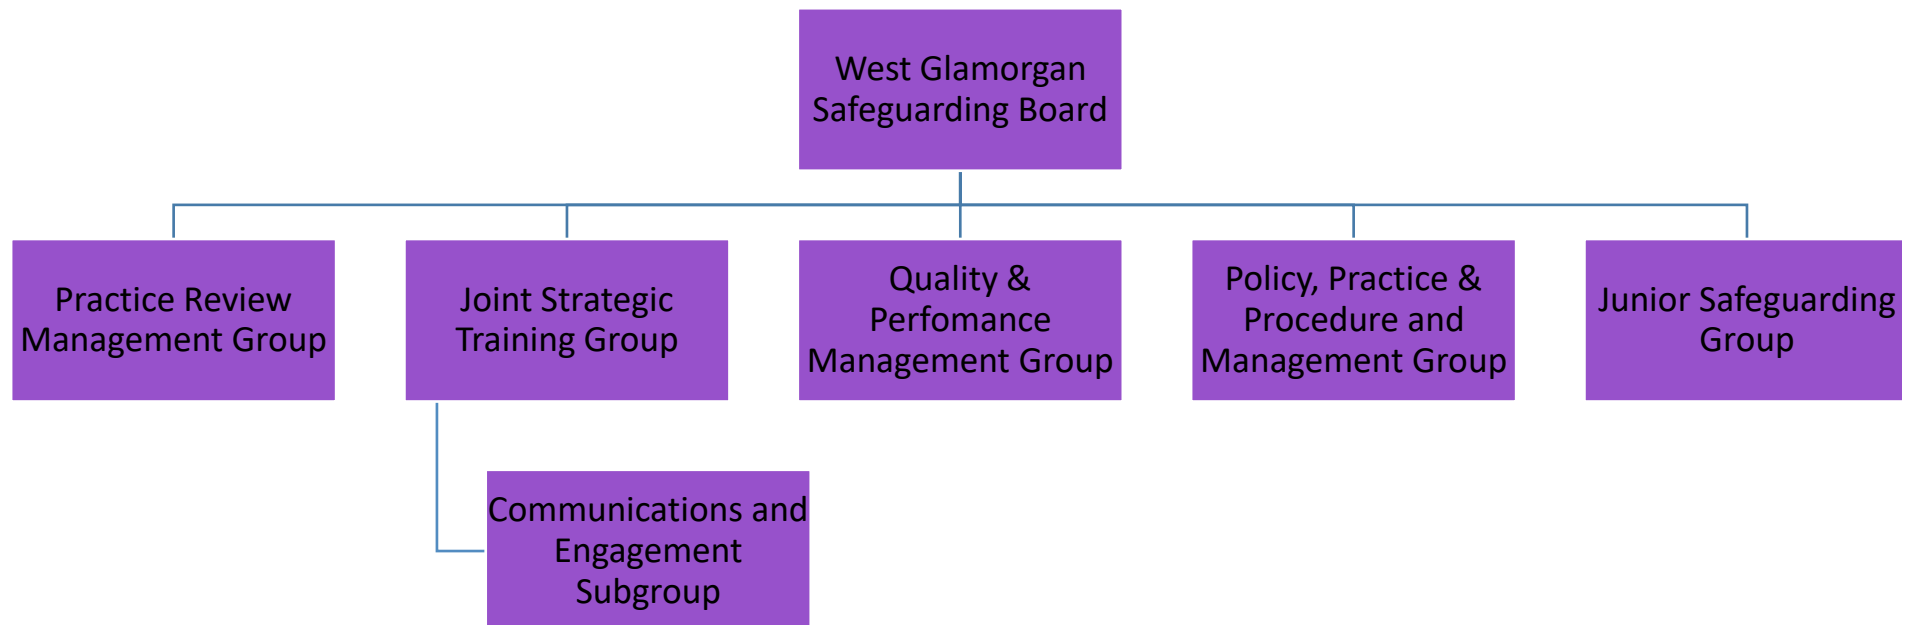 West Glamorgan
Safeguarding Board
Practice Review
Management Group
Joint Strategic
Training Group
Quality &
Perfomance
Management Group
Policy, Practice &
Procedure and
Management Group
Junior Safeguarding
Group
Communications and
Engagement
Subgroup